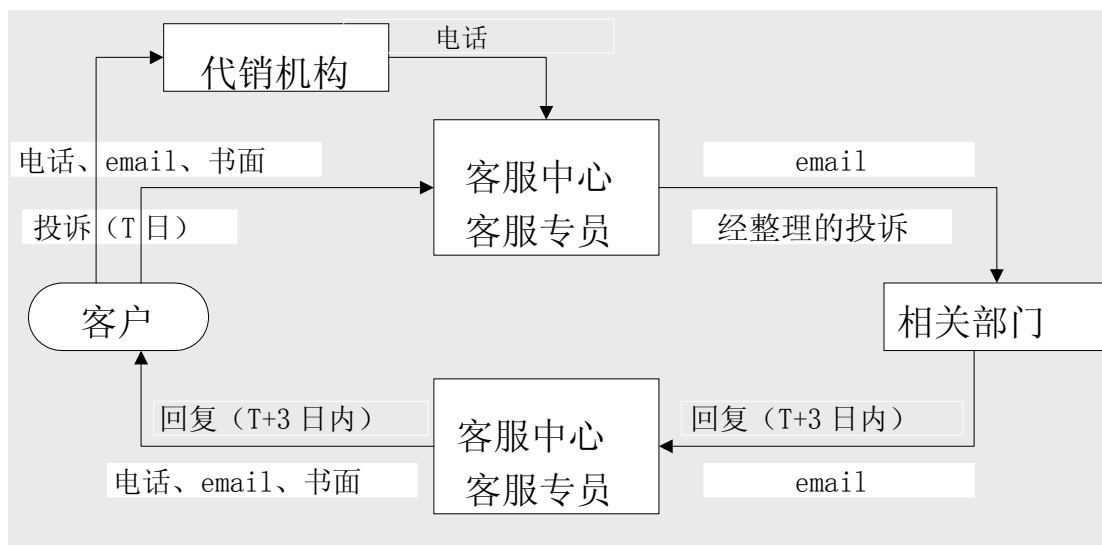 电话
代销机构
电话、email、书面
客服中心
客服专员
email
投诉（T日）
经整理的投诉
客户
相关部门
回复（T+3 日内）
客服中心
客服专员
回复（T+3 日内）
电话、email、书面
email